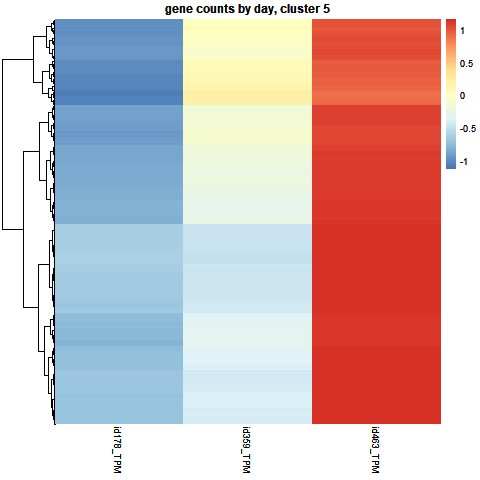 gene counts by day, cluster 5
1
0.5
0
-0.5
-1
id178_TPM
id359_TPM
id463_TPM